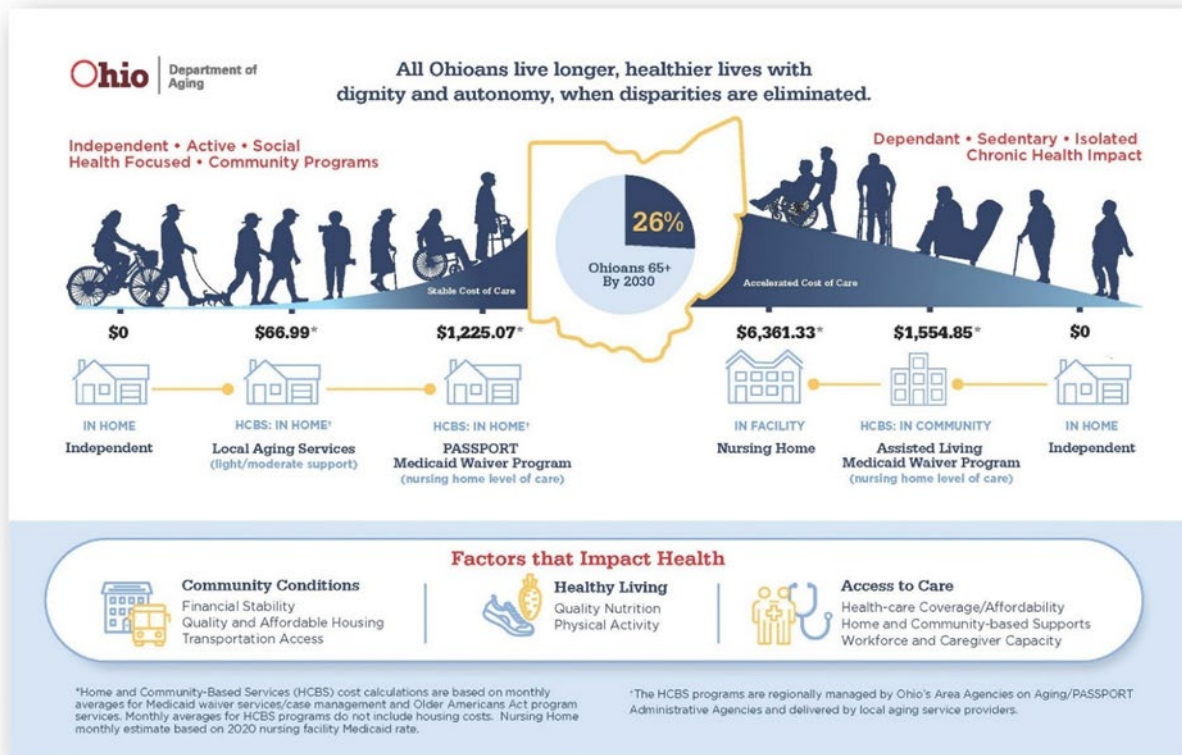 Ohio
Department of
Aging
All Ohioans live longer, healthier lives with
dignity and autonomy, when disparities are eliminated.
Independent • Active • Social
Health Focused • Community Programs
Dependant • Sedentary • Isolated
Chronic Health Impact
26%
Ohioans 65+
By 2030
Stable Cost of Care
Accelerated Cost of Care
$0
$66.99*
$1,225.07*
$6,361.33*
$1,554.85*
$0
IN HOME
Independent
HCBS: IN HOME†
Local Aging Services
(light/moderate support)
HCBS: IN HOME†
PASSPORT
Medicaid Waiver Program
(nursing home level of care)
IN FACILITY
Nursing Home
HCBS: IN COMMUNITY
Assisted Living
Medicaid Waiver Program
(nursing home level of care)
IN HOME
Independent
Factors that Impact Health
Community Conditions
Financial Stability
Quality and Affordable Housing
Transportation Access
Healthy Living
Quality Nutrition
Physical Activity
Access to Care
Health-care Coverage/Affordability
Home and Community-based Supports
Workforce and Caregiver Capacity
*Home and Community-Based Services (HCBS) cost calculations are based on monthly
averages for Medicaid waiver services/case management and Older Americans Act program
services. Monthly averages for HCBS programs do not include housing costs. Nursing Home
monthly estimate based on 2020 nursing facility Medicaid rate.
†The HCBS programs are regionally managed by Ohio's Area Agencies on Aging/PASSPORT
Administrative Agencies and delivered by local aging service providers.